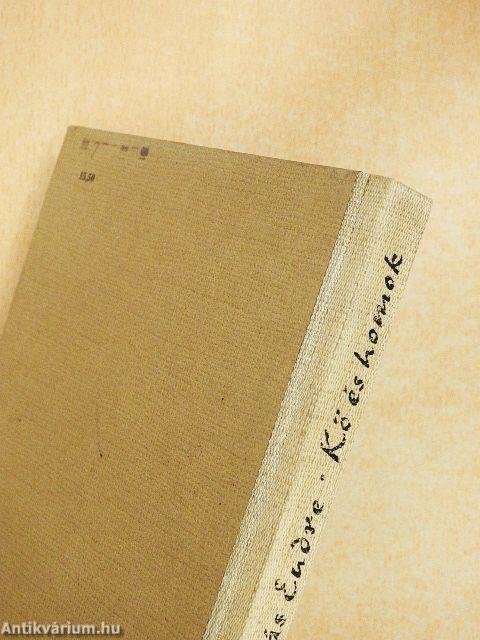 15,50
ás Endre · Kő és homok
Antikvárium.hu